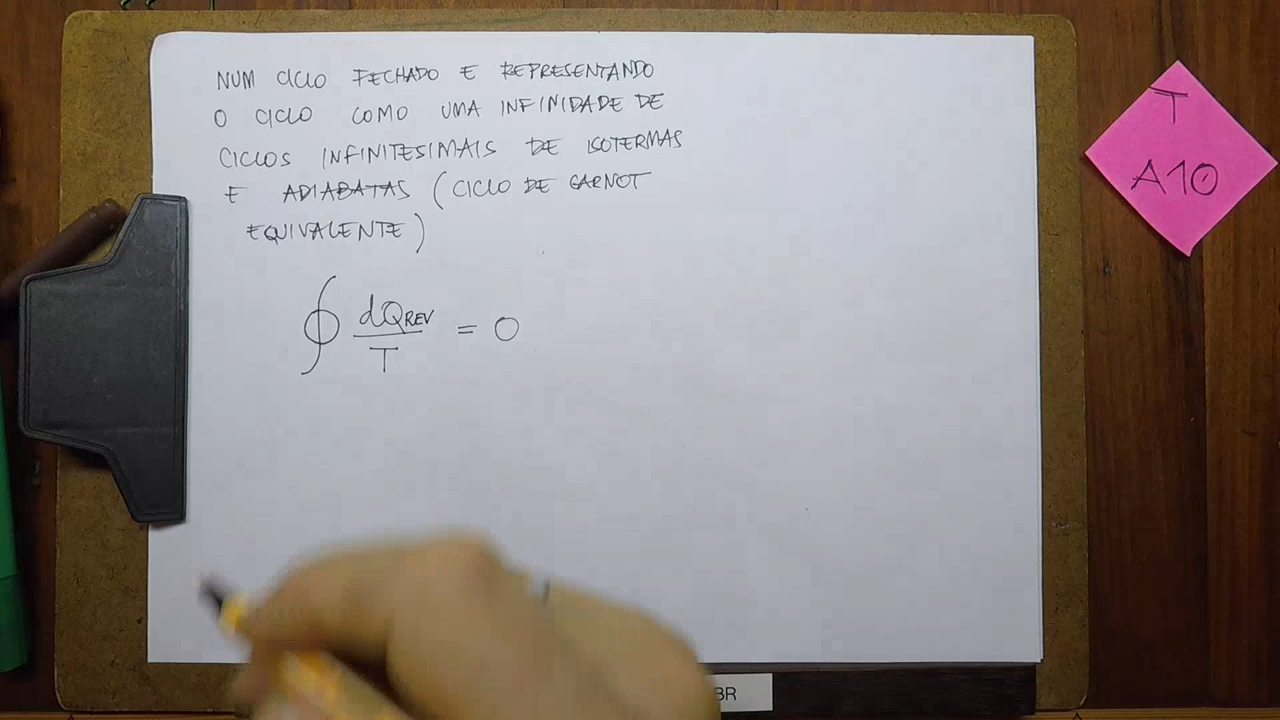 NUM CICLO FECHADO E REPRESENTANDO
O CICLO COMO UMA INFINIDADE DE
CICLOS INFINITESIMAIS DE ISOTERMAS
E ADIABATAS (CICLO DE CARNOT
EQUIVALENTE)
∮ dQREV / T = 0
T
A10
BR